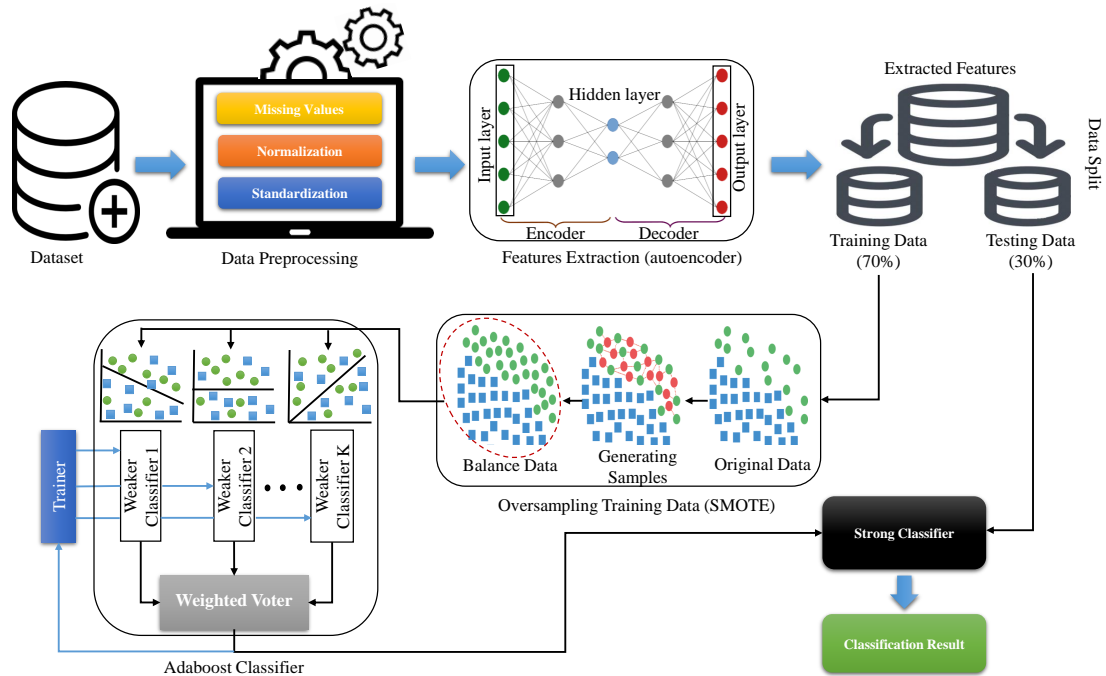 Dataset
Missing Values
Normalization
Standardization
Data Preprocessing
Input layer
Hidden layer
Output layer
Encoder
Decoder
Features Extraction (autoencoder)
Extracted Features
Data Split
Training Data
(70%)
Testing Data
(30%)
Trainer
Weaker
Classifier 1
Weaker
Classifier 2
Weaker
Classifier K
Weighted Voter
Adaboost Classifier
Balance Data
Generating
Samples
Original Data
Oversampling Training Data (SMOTE)
Strong Classifier
Classification Result